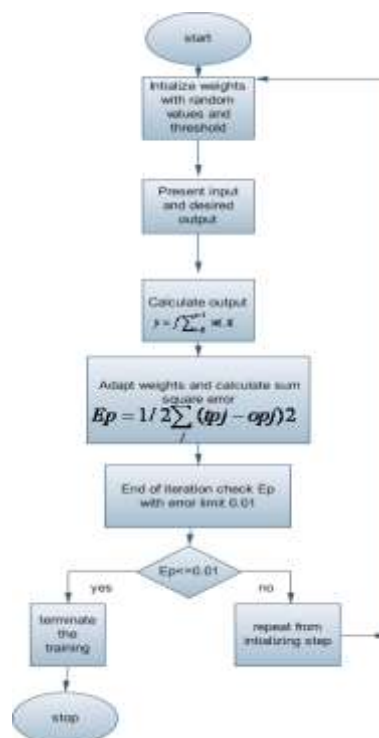 start
Intialize weights
with random
values and
threshold
Present input
and desired
output
Calculate output
Adapt weights and calculate sum
square error
Ep = 1/2∑ (tpj − opj)2
j
End of iteration check Ep
with error limit 0.01
Ep<=0.01
yes
no
terminate
the
training
repeat from
intializing step
stop